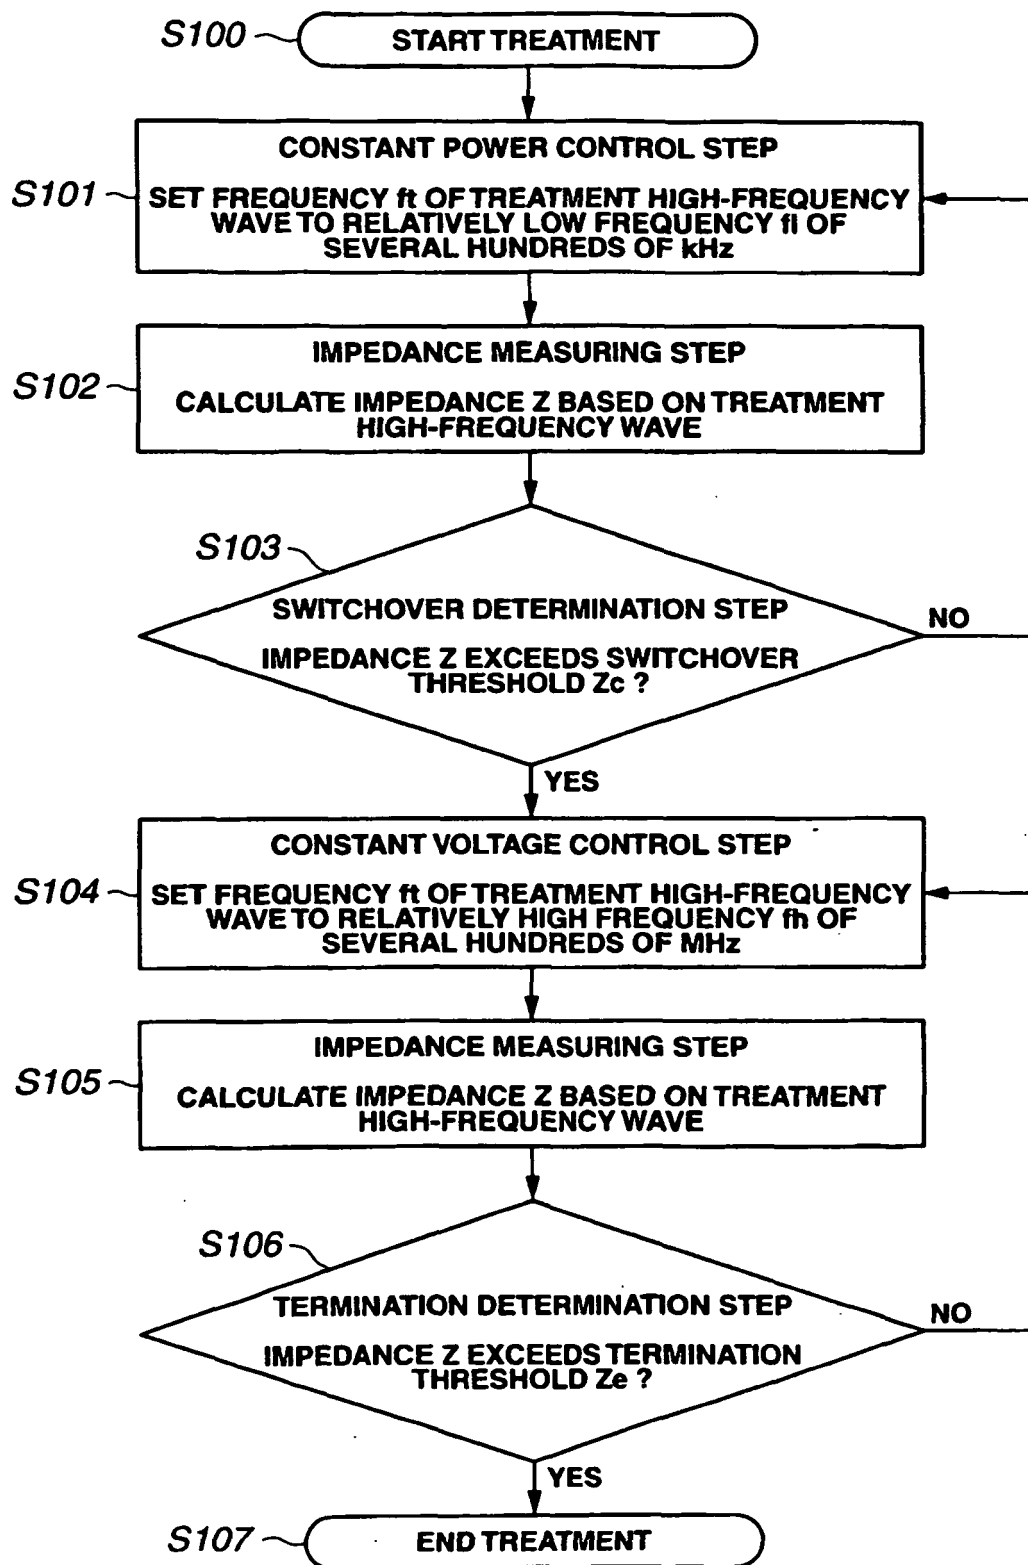 S100
START TREATMENT
CONSTANT POWER CONTROL STEP
S101
SET FREQUENCY ft OF TREATMENT HIGH-FREQUENCY
WAVE TO RELATIVELY LOW FREQUENCY fl OF
SEVERAL HUNDREDS OF kHz
IMPEDANCE MEASURING STEP
S102
CALCULATE IMPEDANCE Z BASED ON TREATMENT
HIGH-FREQUENCY WAVE
S103
SWITCHOVER DETERMINATION STEP
NO
IMPEDANCE Z EXCEEDS SWITCHOVER
THRESHOLD Zc ?
YES
CONSTANT VOLTAGE CONTROL STEP
S104
SET FREQUENCY ft OF TREATMENT HIGH-FREQUENCY
WAVE TO RELATIVELY HIGH FREQUENCY fh OF
SEVERAL HUNDREDS OF MHz
IMPEDANCE MEASURING STEP
S105
CALCULATE IMPEDANCE Z BASED ON TREATMENT
HIGH-FREQUENCY WAVE
S106
TERMINATION DETERMINATION STEP
NO
IMPEDANCE Z EXCEEDS TERMINATION
THRESHOLD Ze ?
YES
S107
END TREATMENT